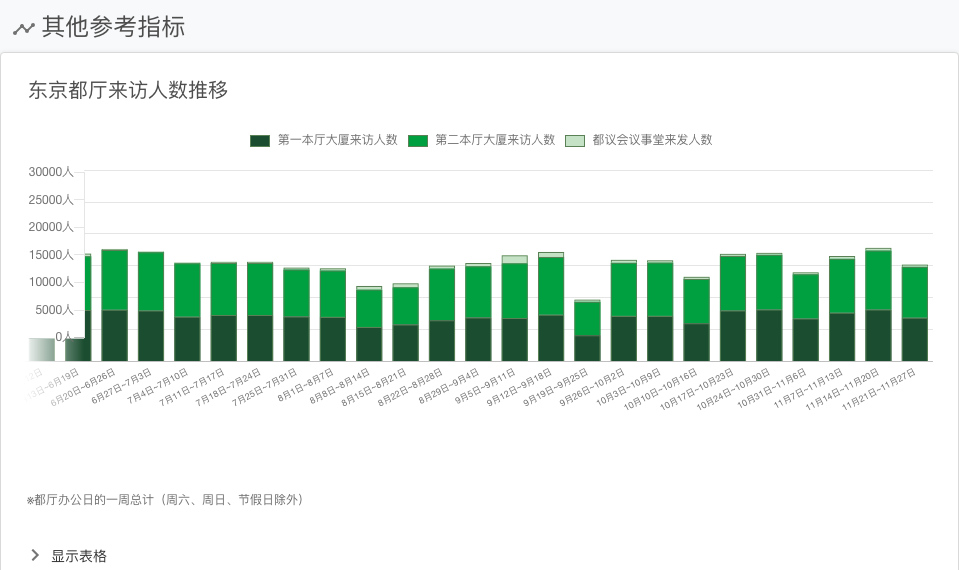 其他参考指标
东京都厅来访人数推移
第一本厅大厦来访人数 第二本厅大厦来访人数 都议会议事堂来发人数
30000人
25000人
20000人
15000人
10000人
5000人
0人
6月20日~6月26日
6月27日~7月3日
7月4日~7月10日
7月11日~7月17日
7月18日~7月24日
7月25日~7月31日
8月1日~8月7日
8月8日~8月14日
8月15日~8月21日
8月22日~8月28日
8月29日~9月4日
9月5日~9月11日
9月12日~9月18日
9月19日~9月25日
9月26日~10月2日
10月3日~10月9日
10月10日~10月16日
10月17日~10月23日
10月24日~10月30日
10月31日~11月6日
11月7日~11月13日
11月14日~11月20日
11月21日~11月27日
※都厅办公日的一周总计（周六、周日、节假日除外）
显示表格